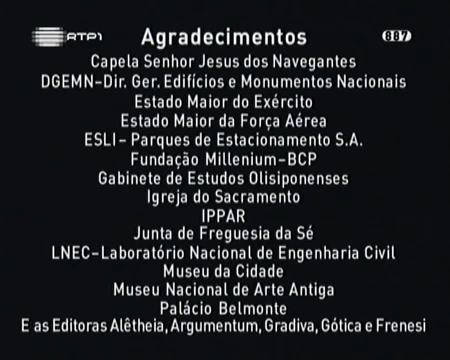 RTP1
Agradecimentos
887
Capela Senhor Jesus dos Navegantes
DGEMN-Dir. Ger. Edifícios e Monumentos Nacionais
Estado Maior do Exército
Estado Maior da Força Aérea
ESLI- Parques de Estacionamento S.A.
Fundação Millenium-BCP
Gabinete de Estudos Olisiponenses
Igreja do Sacramento
IPPAR
Junta de Freguesia da Sé
LNEC-Laboratório Nacional de Engenharia Civil
Museu da Cidade
Museu Nacional de Arte Antiga
Palácio Belmonte
E as Editoras Alêtheia, Argumentum, Gradiva, Gótica e Frenesi